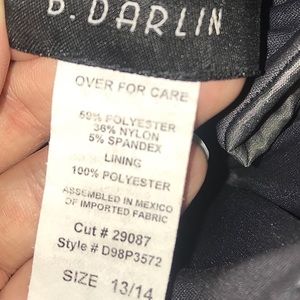 B. DARLIN
OVER FOR CARE
59% POLYESTER
36% NYLON
5% SPANDEX
LINING
100% POLYESTER
ASSEMBLED IN MEXICO
OF IMPORTED FABRIC
Cut # 29087
Style # D98P3572
SIZE 13/14